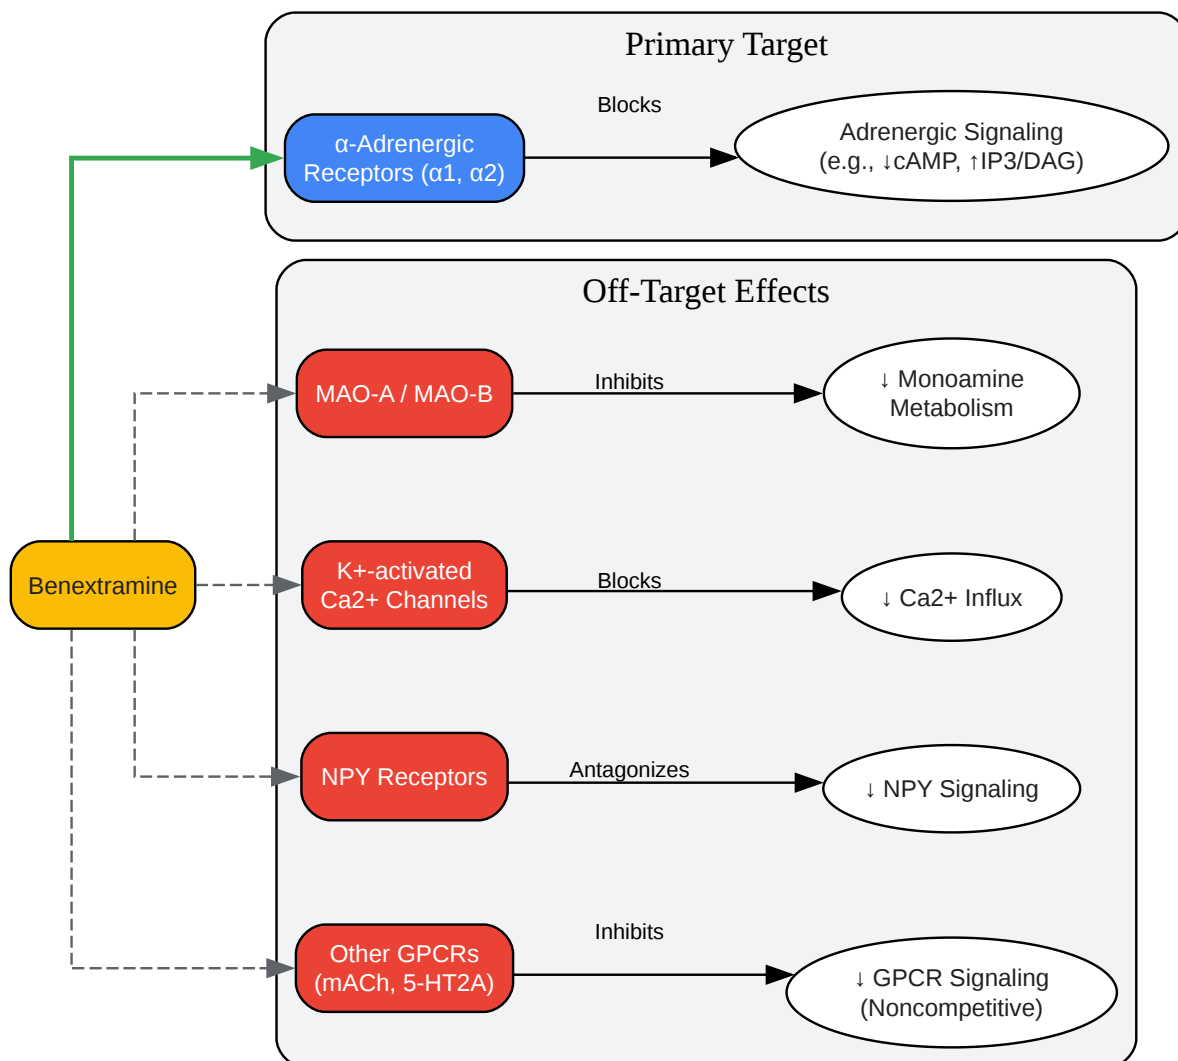 Primary Target
α-Adrenergic
Receptors (α1, α2)
Blocks
Adrenergic Signaling
(e.g., ↓cAMP, ↑IP3/DAG)
Off-Target Effects
MAO-A / MAO-B
Inhibits
↓ Monoamine
Metabolism
Benextramine
K+-activated
Ca2+ Channels
Blocks
↓ Ca2+ Influx
NPY Receptors
Antagonizes
↓ NPY Signaling
Other GPCRs
(mACh, 5-HT2A)
Inhibits
↓ GPCR Signaling
(Noncompetitive)